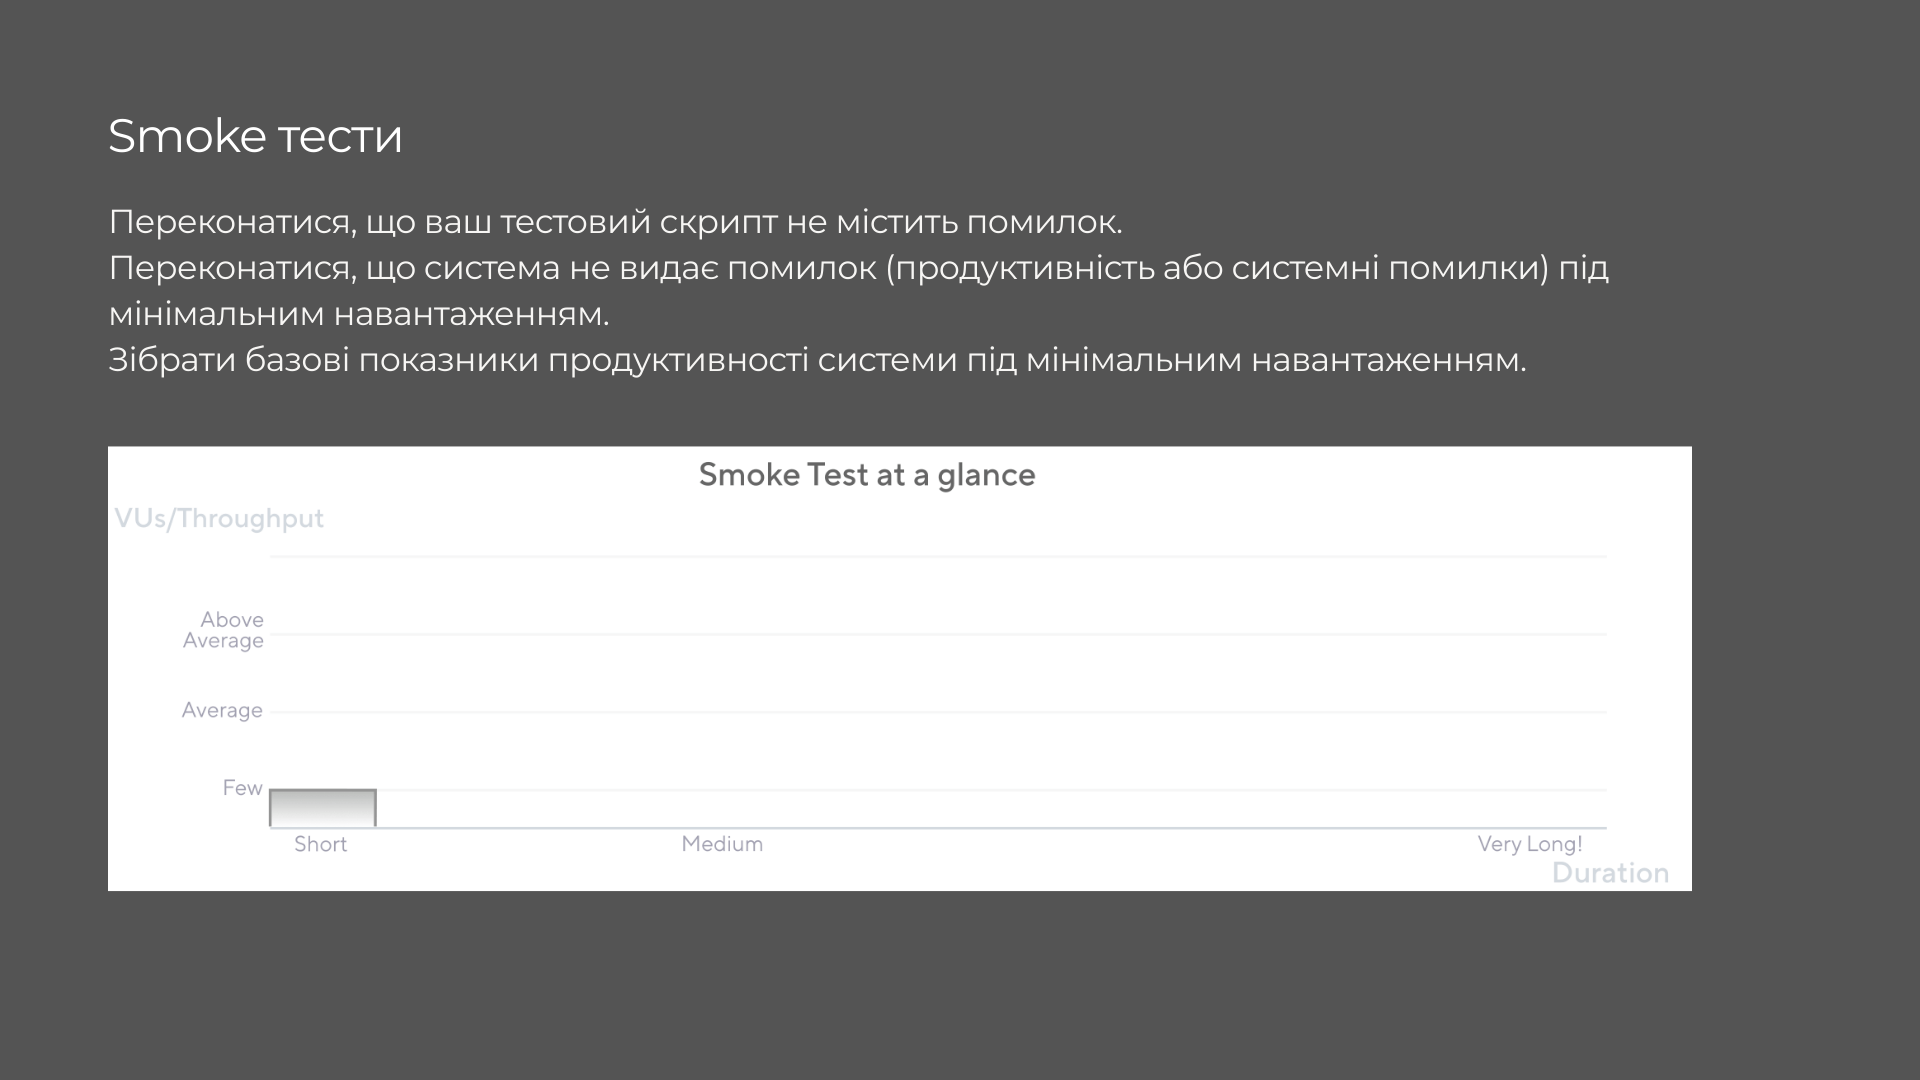 Smoke тести
Переконатися, що ваш тестовий скрипт не містить помилок.
Переконатися, що система не видає помилок (продуктивність або системні помилки) під
мінімальним навантаженням.
Зібрати базові показники продуктивності системи під мінімальним навантаженням.
Smoke Test at a glance
VUs/Throughput
Above
Average
Average
Few
Short
Medium
Very Long!
Duration